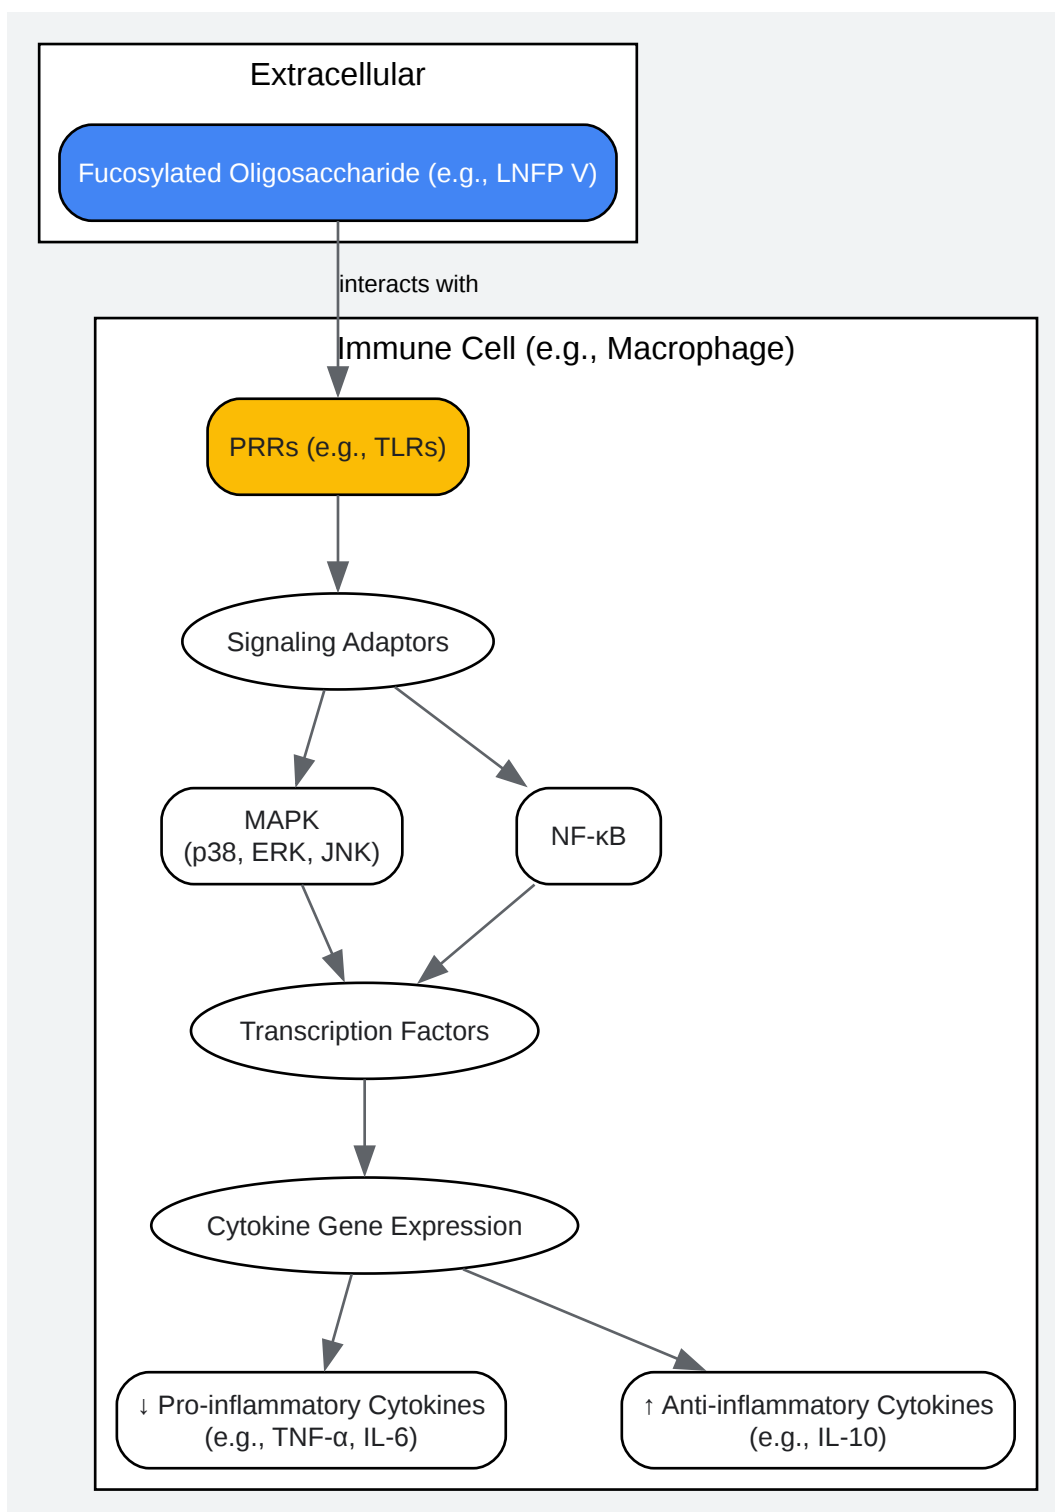 Extracellular
Fucosylated Oligosaccharide (e.g., LNFP V)
interacts with
Immune Cell (e.g., Macrophage)
PRRs (e.g., TLRs)
Signaling Adaptors
MAPK
(p38, ERK, JNK)
NF-κB
Transcription Factors
Cytokine Gene Expression
↓ Pro-inflammatory Cytokines
(e.g., TNF-α, IL-6)
↑ Anti-inflammatory Cytokines
(e.g., IL-10)